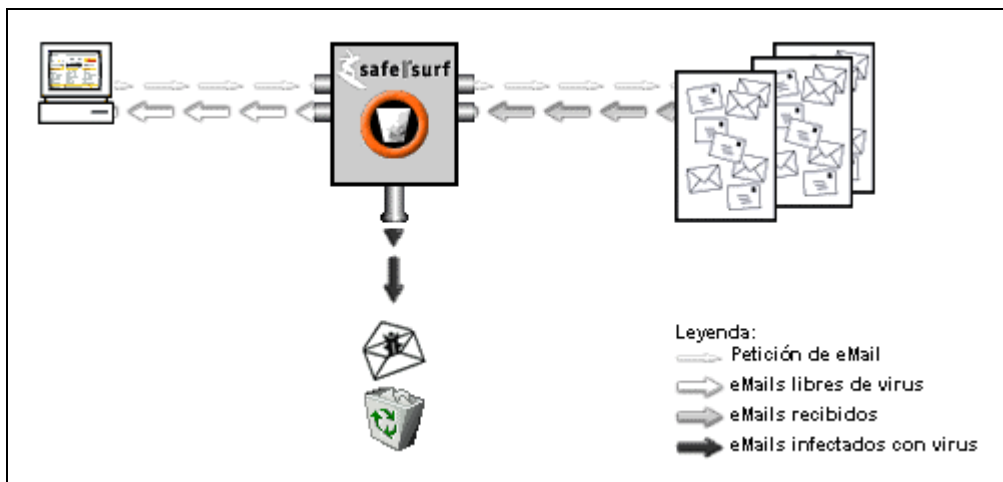 safe surf
Leyenda:
Petición de eMail
eMails libres de virus
eMails recibidos
eMails infectados con virus